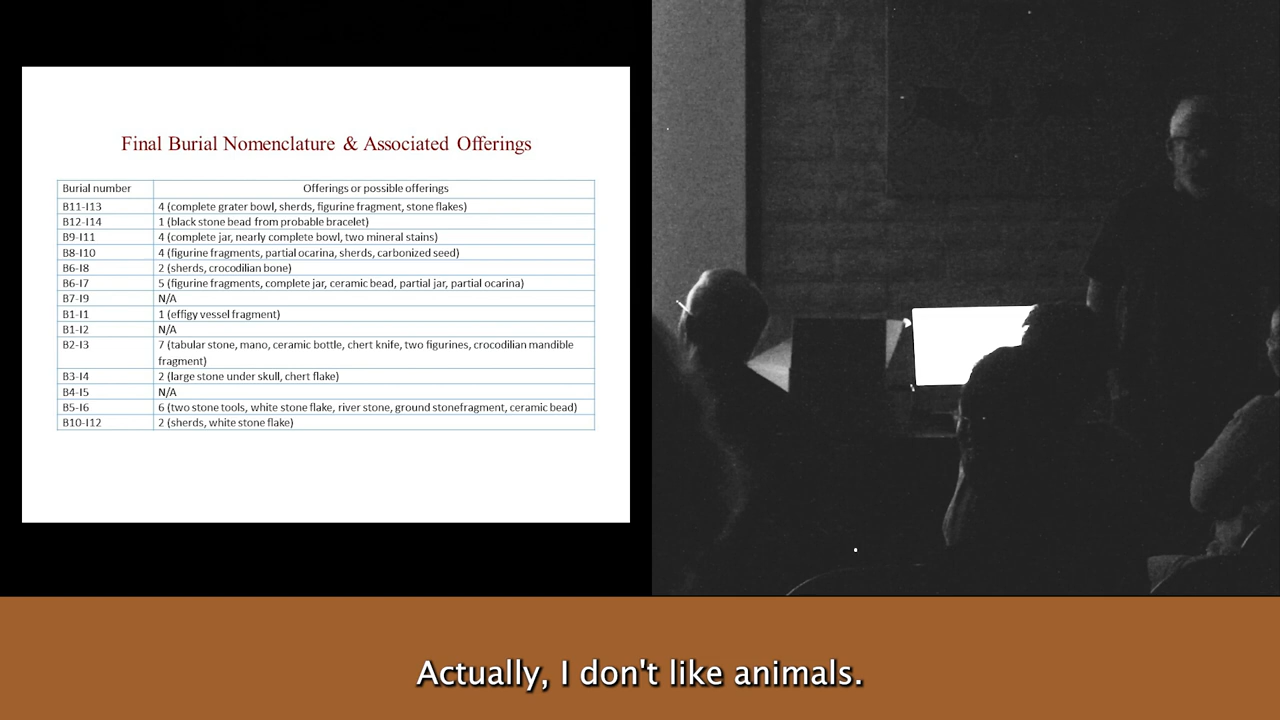 Final Burial Nomenclature & Associated Offerings
Burial number Offerings or possible offerings
B11-I13 4 (complete grater bowl, sherds, figurine fragment, stone flakes)
B12-I14 1 (black stone bead from probable bracelet)
B9-I11 4 (complete jar, nearly complete bowl, two mineral stains)
B8-I10 4 (figurine fragments, partial ocarina, sherds, carbonized seed)
B6-I8 2 (sherds, crocodilian bone)
B6-I7 5 (figurine fragments, complete jar, ceramic bead, partial jar, partial ocarina)
B7-I9 N/A
B1-I1 1 (effigy vessel fragment)
B1-I2 N/A
B2-I3 7 (tabular stone, mano, ceramic bottle, chert knife, two figurines, crocodilian mandible
fragment)
B3-I4 2 (large stone under skull, chert flake)
B4-I5 N/A
B5-I6 6 (two stone tools, white stone flake, river stone, ground stonefragment, ceramic bead)
B10-I12 2 (sherds, white stone flake)
Actually, I don't like animals.